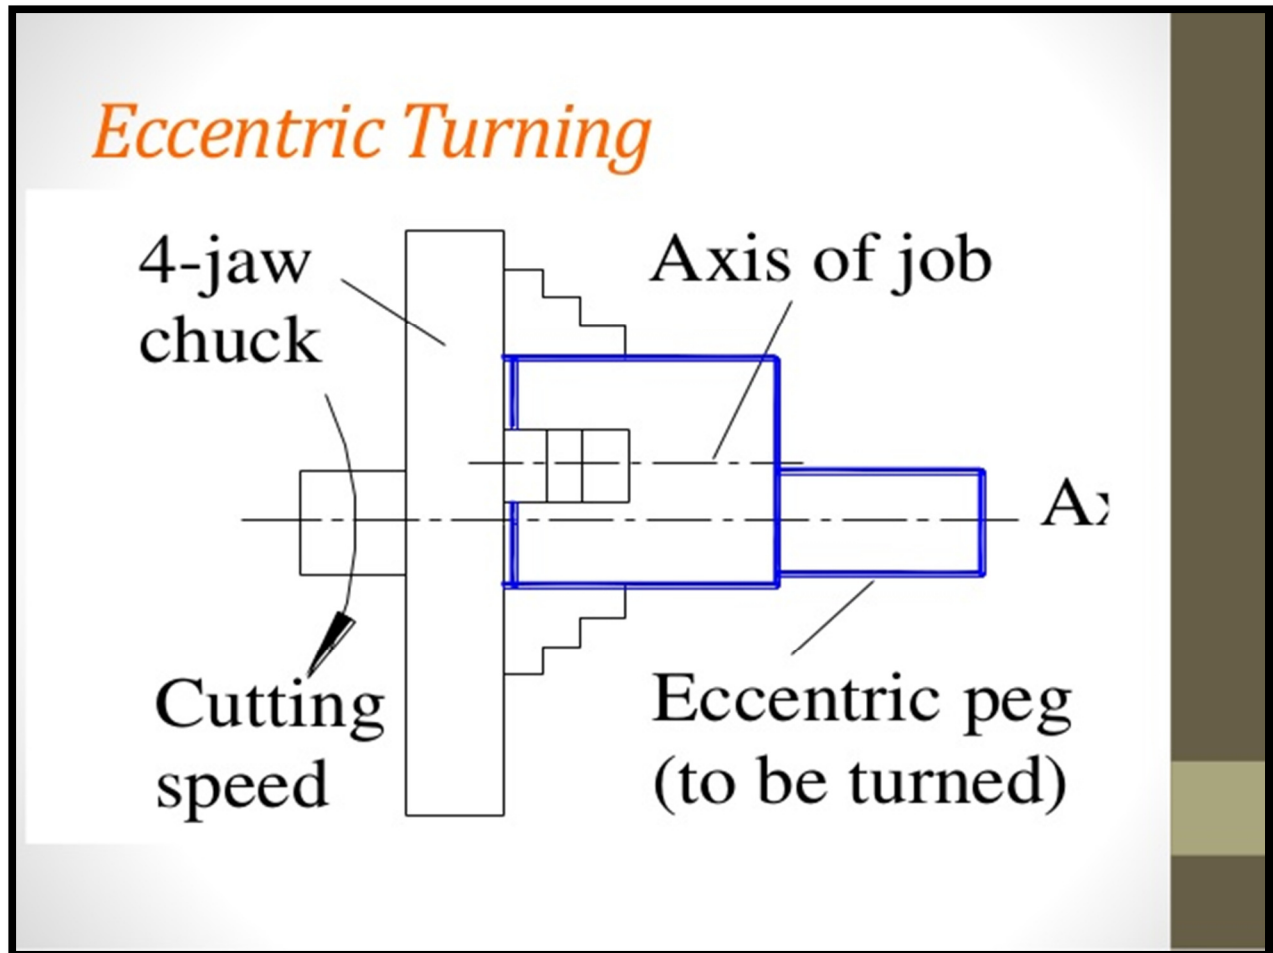 Eccentric Turning
4-jaw
chuck
Axis of job
Cutting
speed
Eccentric peg
(to be turned)